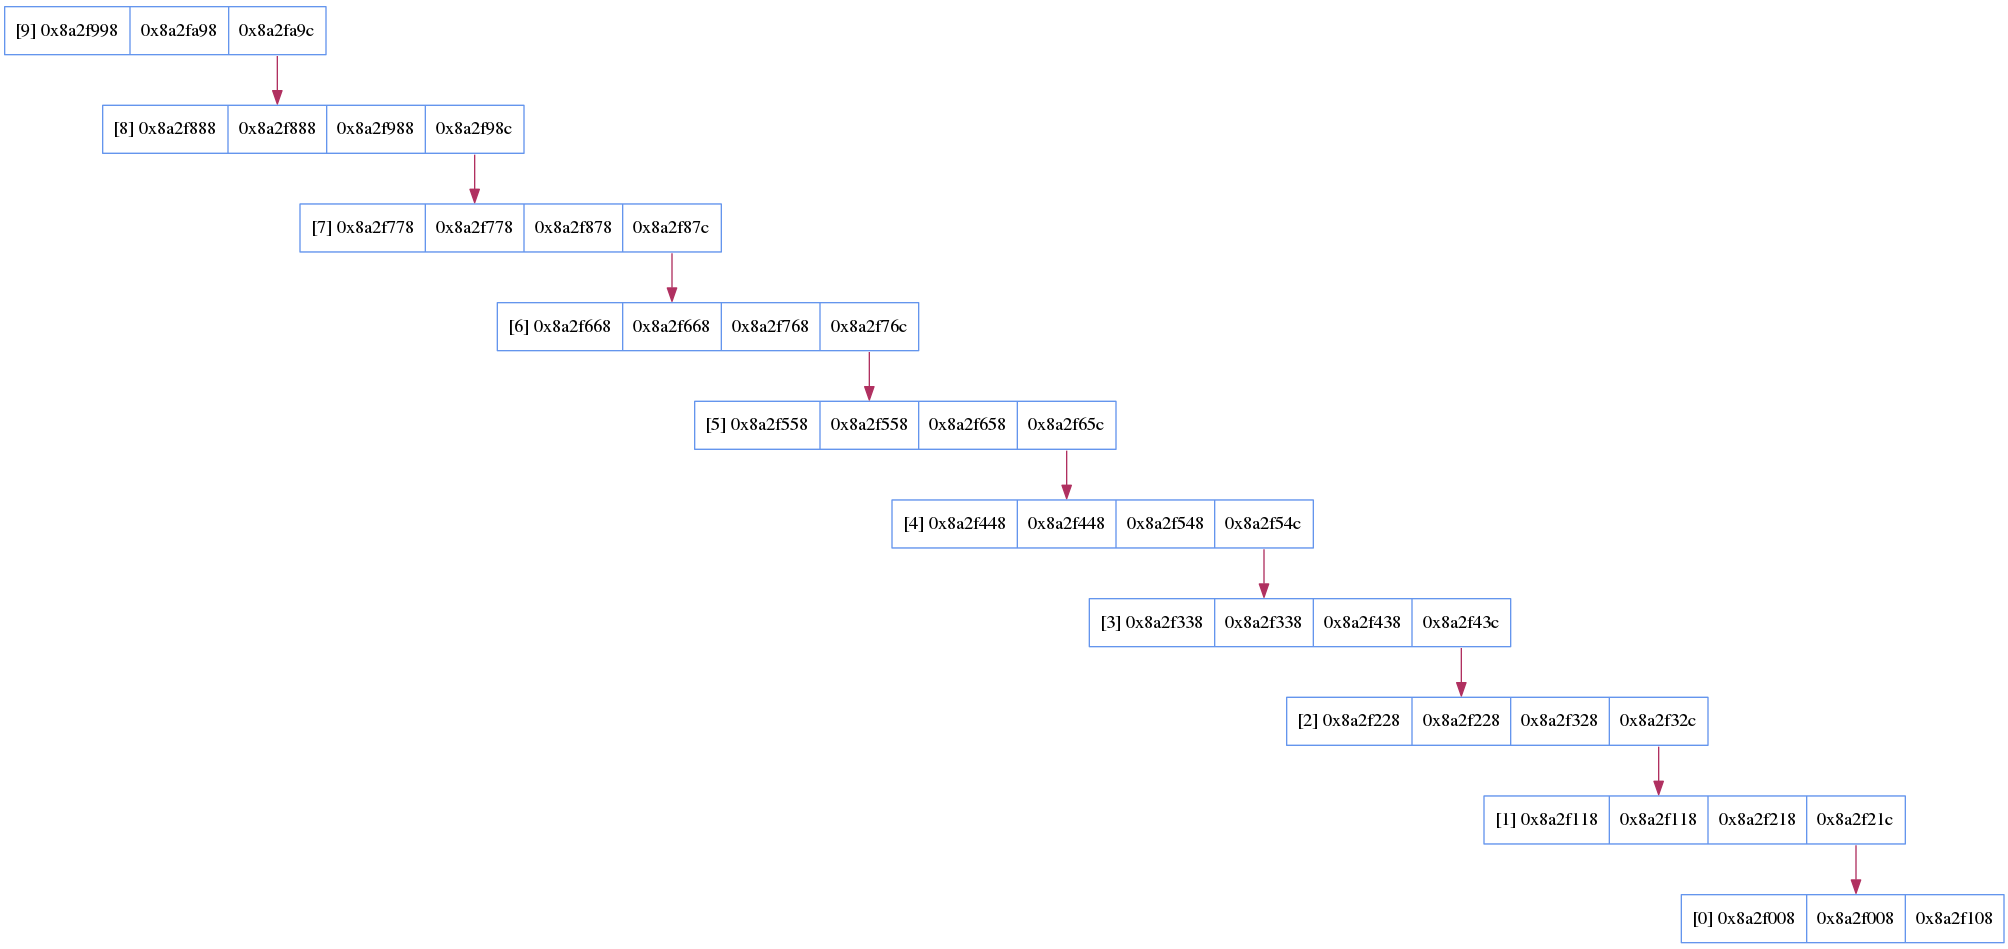 [9] 0x8a2f998 0x8a2fa98 0x8a2fa9c
[8] 0x8a2f888 0x8a2f888 0x8a2f988 0x8a2f98c
[7] 0x8a2f778 0x8a2f778 0x8a2f878 0x8a2f87c
[6] 0x8a2f668 0x8a2f668 0x8a2f768 0x8a2f76c
[5] 0x8a2f558 0x8a2f558 0x8a2f658 0x8a2f65c
[4] 0x8a2f448 0x8a2f448 0x8a2f548 0x8a2f54c
[3] 0x8a2f338 0x8a2f338 0x8a2f438 0x8a2f43c
[2] 0x8a2f228 0x8a2f228 0x8a2f328 0x8a2f32c
[1] 0x8a2f118 0x8a2f118 0x8a2f218 0x8a2f21c
[0] 0x8a2f008 0x8a2f008 0x8a2f108